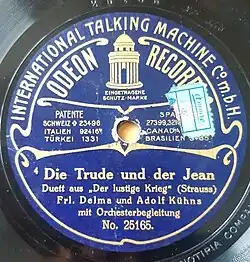 INTERNATIONAL TALKING MACHINE Co. m.b.H.
ODEON RECORD
EINGETRAGENE
SCHUTZ-MARKE
PATENTE
SCHWEIZ 23496
ITALIEN 92416
TÜRKEI 1331
CANADA
BRASILIEN
4 Die Trude und der Jean
Duett aus „Der lustige Krieg“ (Strauss)
Frl. Delma und Adolf Kühns
mit Orchesterbegleitung
No. 25165.